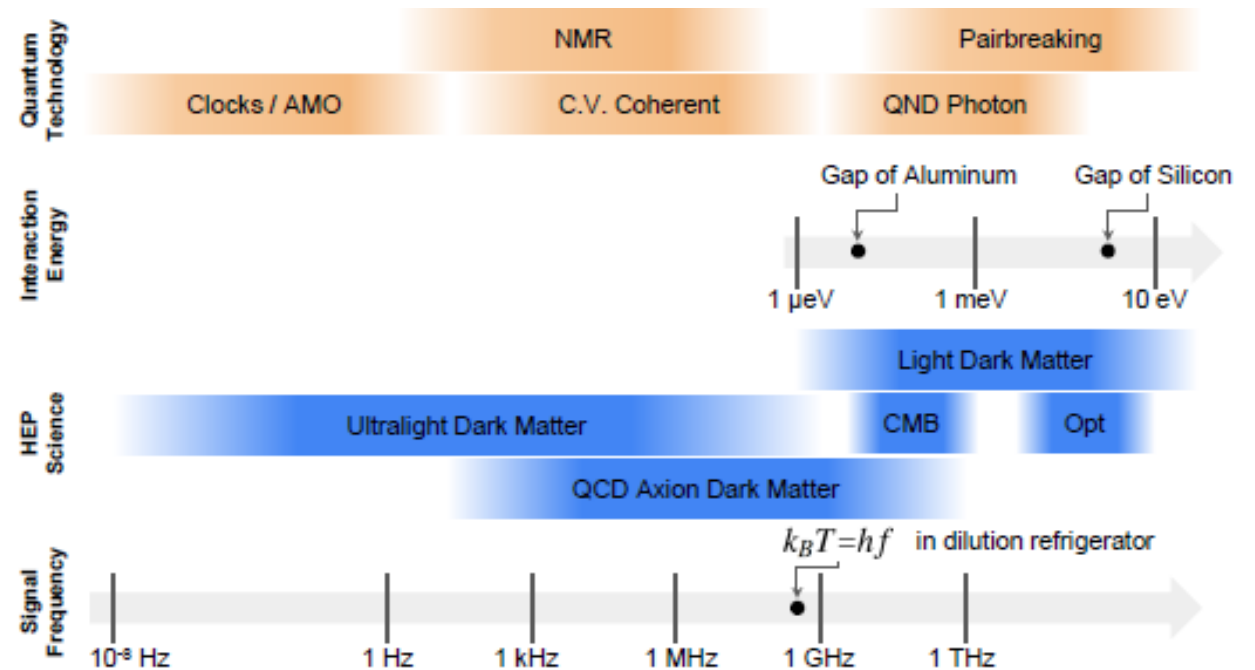 Quantum
Technology
NMR
Pairbreaking
Clocks / AMO
C.V. Coherent
QND Photon
Interaction
Energy
Gap of Aluminum
Gap of Silicon
1 μeV
1 meV
10 eV
HEP
Science
Light Dark Matter
Ultralight Dark Matter
CMB
Opt
QCD Axion Dark Matter
Signal
Frequency
k_BT=hf in dilution refrigerator
10⁻⁸ Hz
1 Hz
1 kHz
1 MHz
1 GHz
1 THz